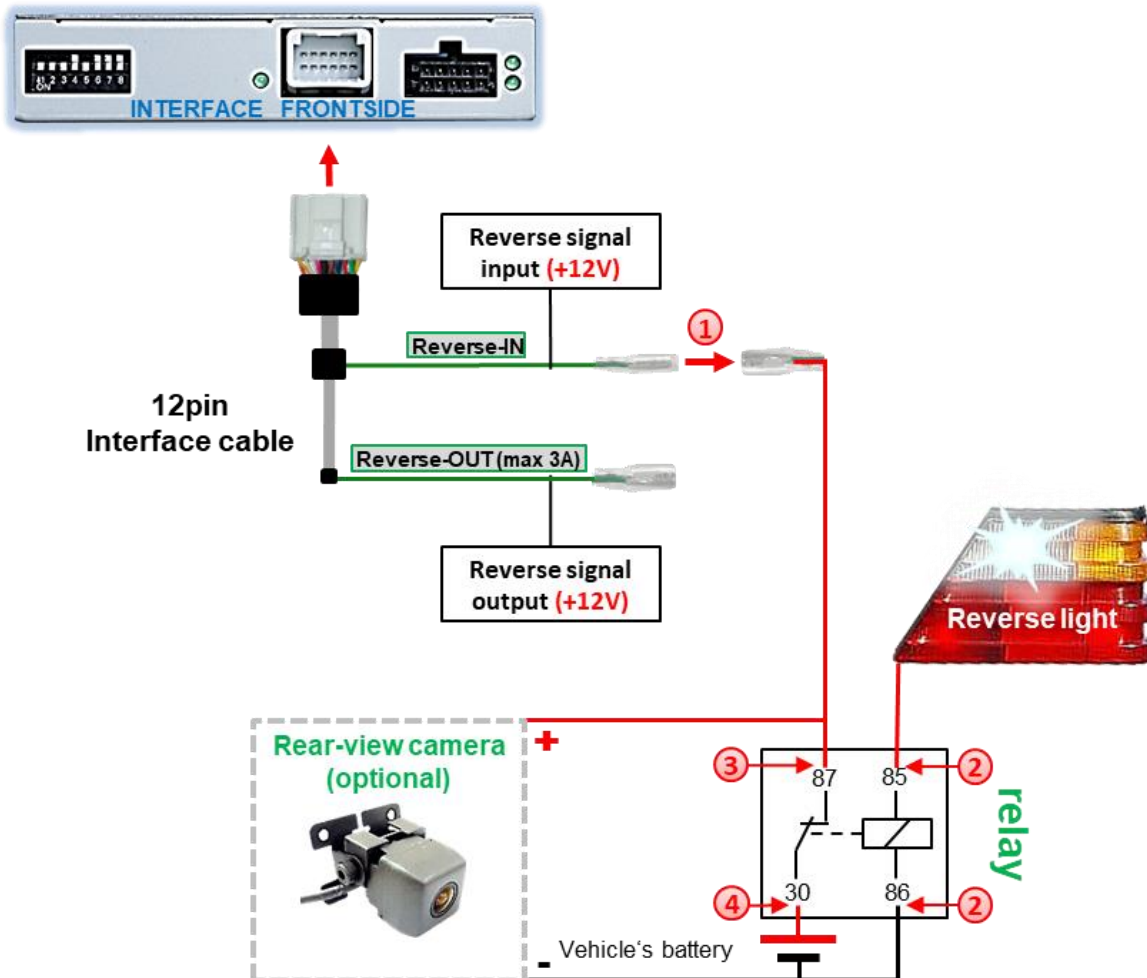 1 2 3 4 5 6 7 8
ON
INTERFACE FRONTSIDE
Reverse signal
input (+12V)
1
Reverse-IN
12pin
Interface cable
Reverse-OUT (max 3A)
Reverse signal
output (+12V)
Reverse light
Rear-view camera
(optional)
+
3
87
85
2
relay
4
30
86
2
-
Vehicle‘s battery